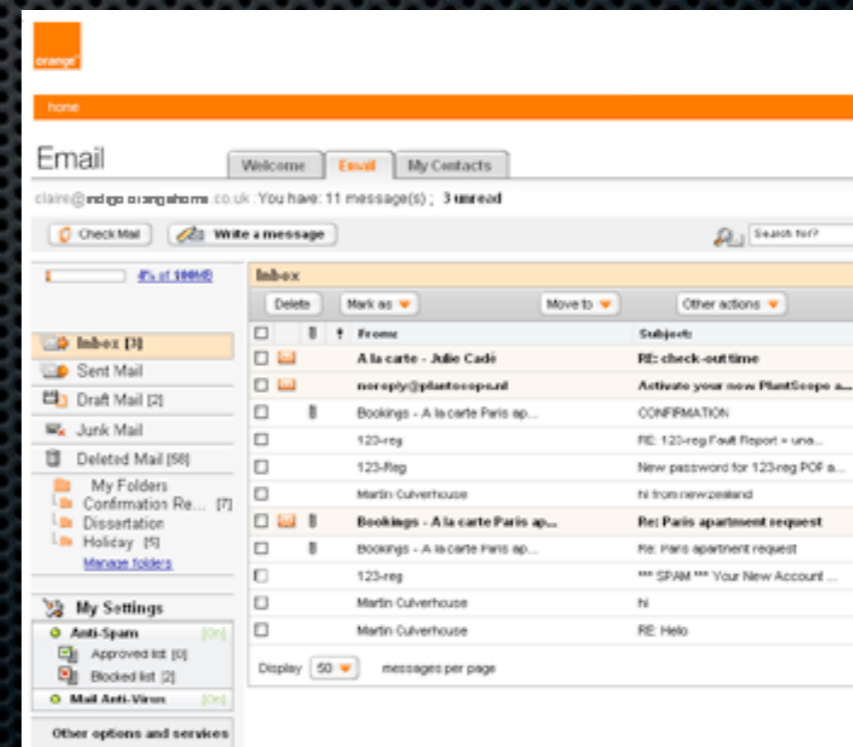 orange
home
Email
Welcome Email My Contacts
claire@indigo.orangehome.co.uk : You have: 11 message(s) ; 3 unread
Check Mail Write a message Search for?
4% of 100MB
Inbox
Delete Mark as Move to Other actions
! From: Subject:
Inbox [3]
Sent Mail
Draft Mail [2]
Junk Mail
Deleted Mail [58]
My Folders
Confirmation Re... [7]
Dissertation
Holiday [5]
Manage folders
My Settings
Anti-Spam [On]
Approved list [0]
Blocked list [2]
Mail Anti-Virus [On]
Other options and services
A la carte - Julie Cadé RE: check-out time
noreply@plantscope.nl Activate your new PlantScope a...
Bookings - A la carte Paris ap... CONFIRMATION
123-reg RE: 123-reg Fault Report = una...
123-Reg New password for 123-reg POP a...
Martin Culverhouse hi from new zealand
Bookings - A la carte Paris ap... Re: Paris apartment request
Bookings - A la carte Paris ap... Re: Paris apartment request
123-reg *** SPAM *** Your New Account ...
Martin Culverhouse hi
Martin Culverhouse RE: Hello
Display 50 messages per page